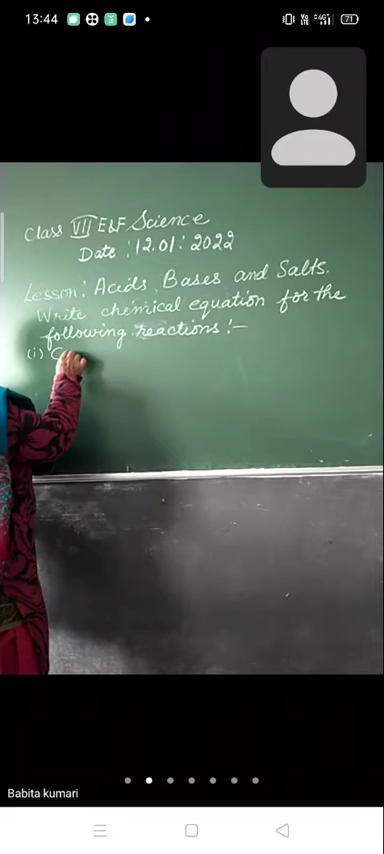 13:44
71
Class VII E&F Science
Date : 12.01 : 2022
Lesson: Acids, Bases and Salts.
Write chemical equation for the
following reactions :-
(i) C
Babita kumari